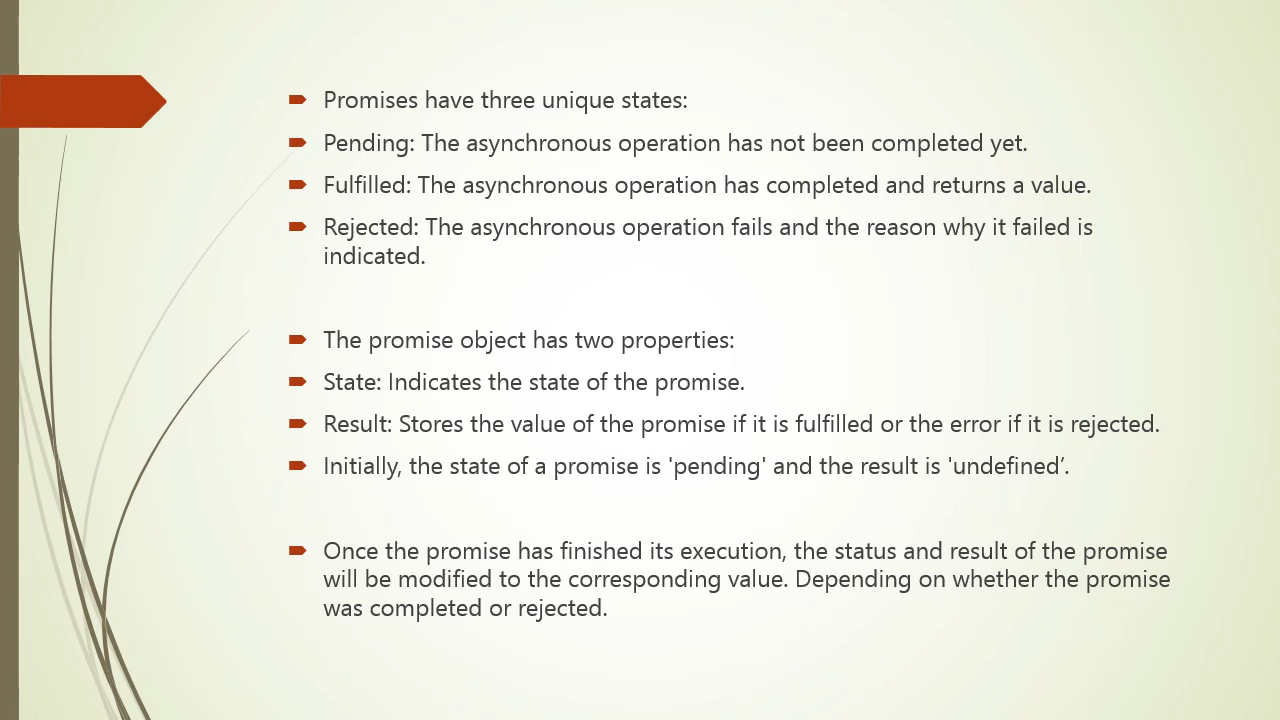 Promises have three unique states:
Pending: The asynchronous operation has not been completed yet.
Fulfilled: The asynchronous operation has completed and returns a value.
Rejected: The asynchronous operation fails and the reason why it failed is
indicated.
The promise object has two properties:
State: Indicates the state of the promise.
Result: Stores the value of the promise if it is fulfilled or the error if it is rejected.
Initially, the state of a promise is 'pending' and the result is 'undefined’.
Once the promise has finished its execution, the status and result of the promise
will be modified to the corresponding value. Depending on whether the promise
was completed or rejected.